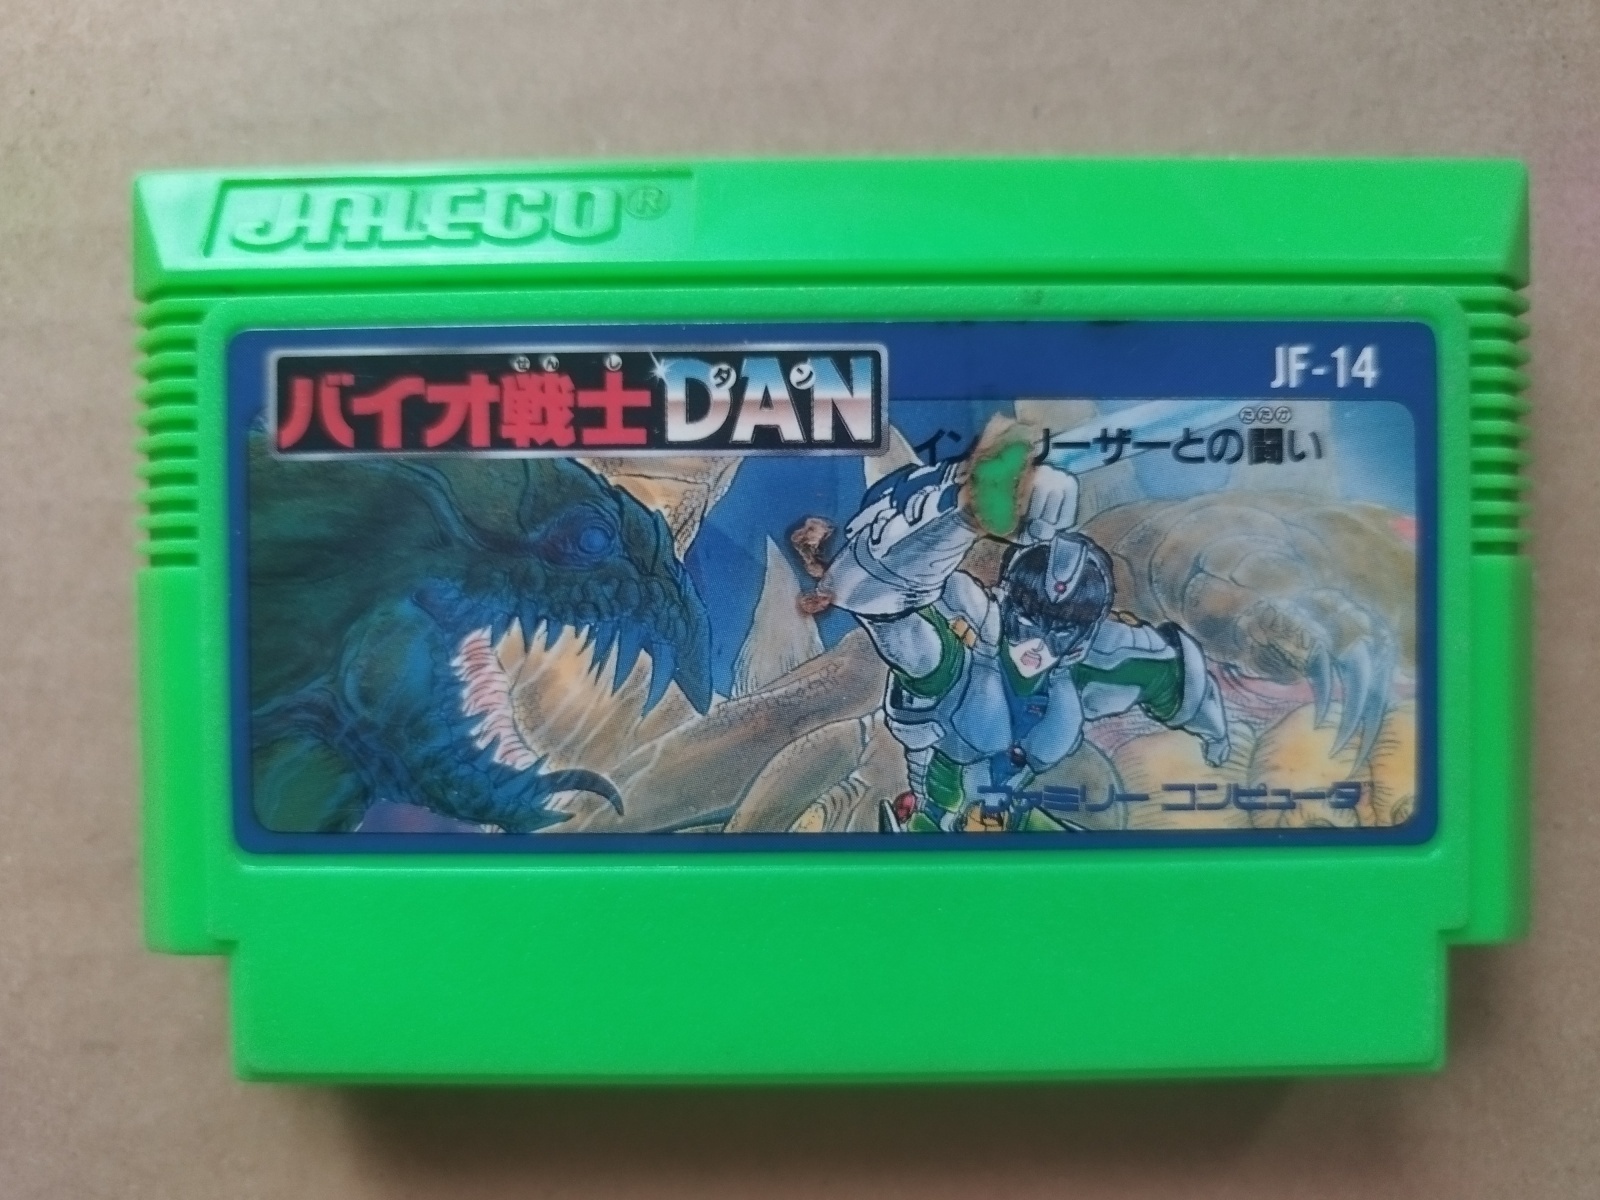 JALECO®
せんし
バイオ戦士DAN
ダン
JF-14
たたか
イン リーザーとの闘い
ファミリー コンピュータ